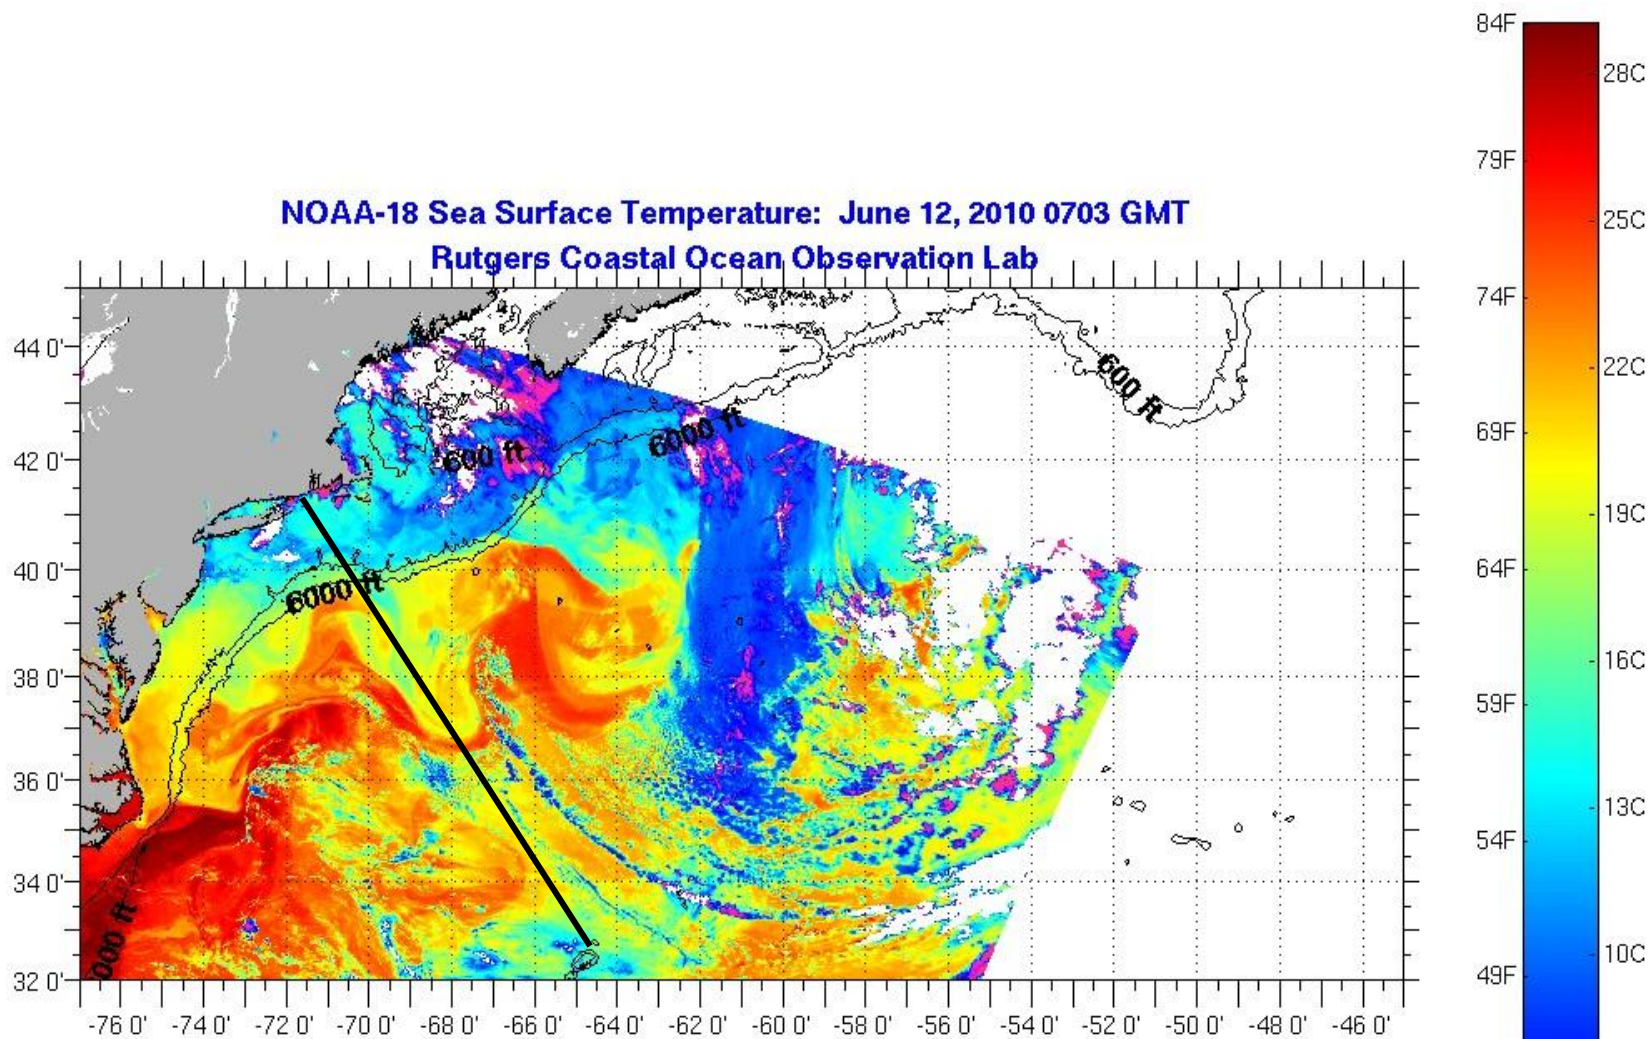 NOAA-18 Sea Surface Temperature: June 12, 2010 0703 GMT
Rutgers Coastal Ocean Observation Lab
84F
28C
79F
25C
74F
22C
69F
19C
64F
16C
59F
13C
54F
10C
49F
44 0'
42 0'
40 0'
38 0'
36 0'
34 0'
32 0'
600 ft
6000 ft
600 ft
6000 ft
000 ft
-76 0' -74 0' -72 0' -70 0' -68 0' -66 0' -64 0' -62 0' -60 0' -58 0' -56 0' -54 0' -52 0' -50 0' -48 0' -46 0'